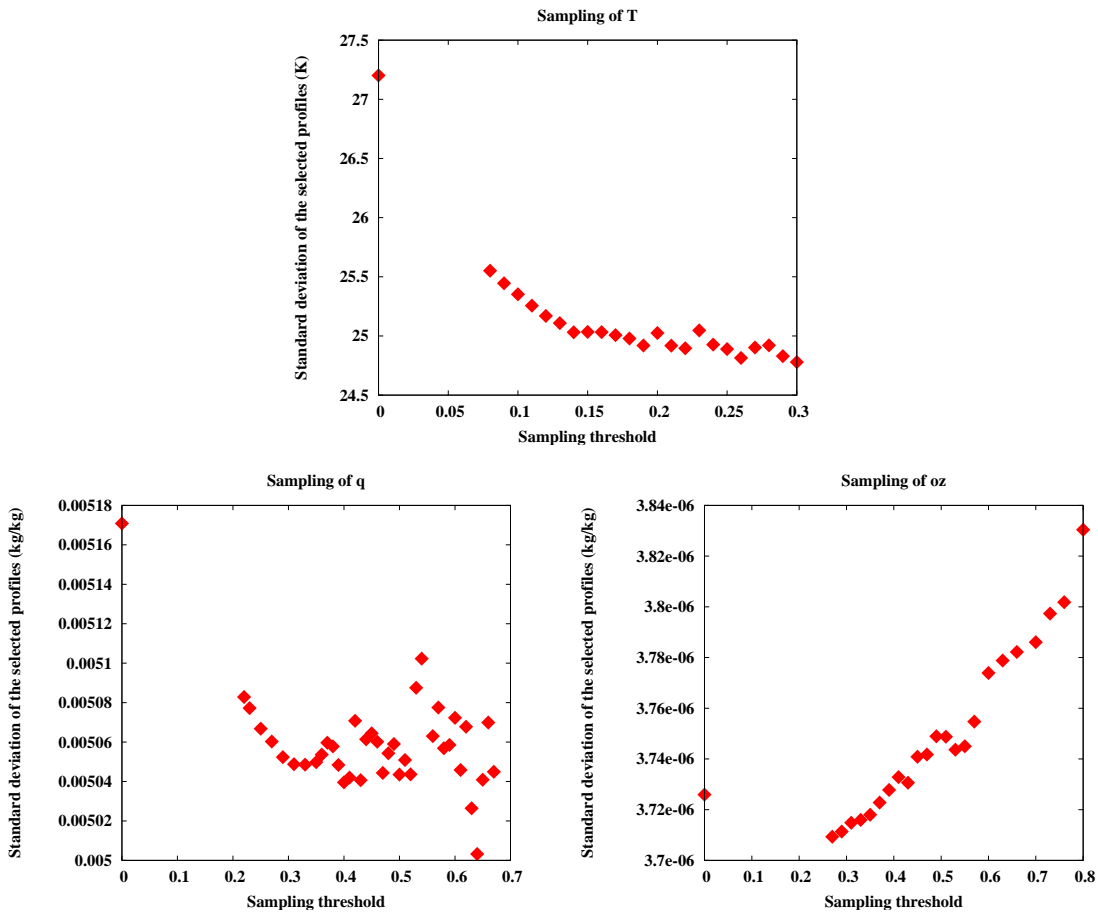 Sampling of T
Standard deviation of the selected profiles (K)
27.5
27
26.5
26
25.5
25
24.5
0 0.05 0.1 0.15 0.2 0.25 0.3
Sampling threshold
Sampling of q
Standard deviation of the selected profiles (kg/kg)
0.00518
0.00516
0.00514
0.00512
0.0051
0.00508
0.00506
0.00504
0.00502
0.005
0 0.1 0.2 0.3 0.4 0.5 0.6 0.7
Sampling threshold
Sampling of oz
Standard deviation of the selected profiles (kg/kg)
3.84e-06
3.82e-06
3.8e-06
3.78e-06
3.76e-06
3.74e-06
3.72e-06
3.7e-06
0 0.1 0.2 0.3 0.4 0.5 0.6 0.7 0.8
Sampling threshold